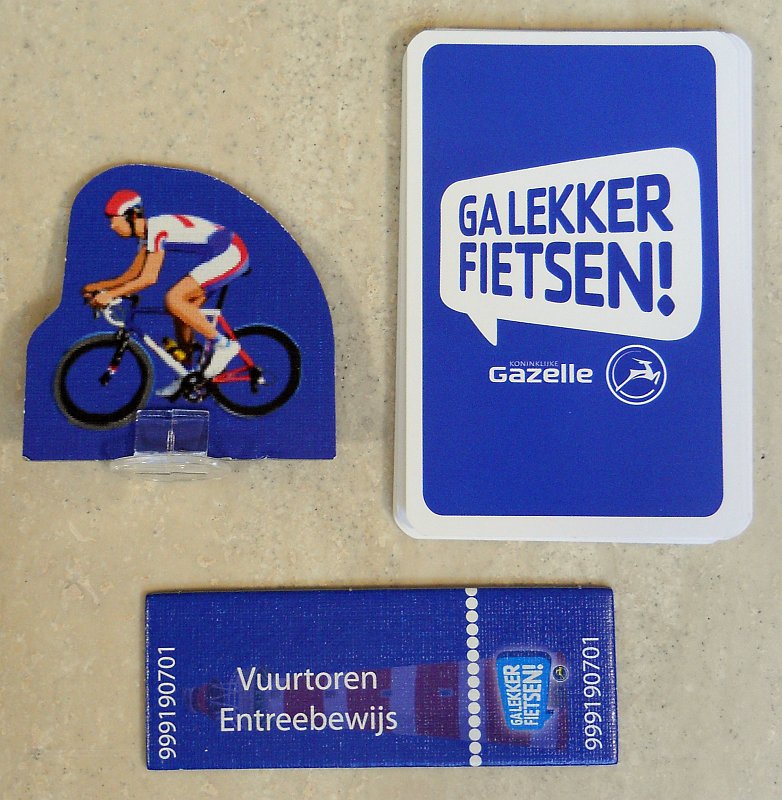 GA LEKKER
FIETSEN!
KONINKLIJKE
Gazelle
999190701
Vuurtoren
Entreebewijs
GA LEKKER
FIETSEN!
999190701